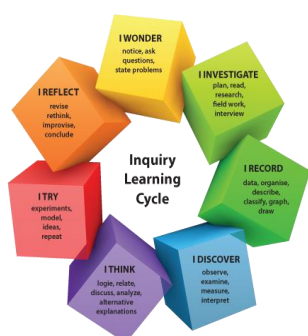 I WONDER
notice, ask
questions,
state problems
I INVESTIGATE
plan, read,
research,
field work,
interview
I RECORD
data, organise,
describe,
classify, graph,
draw
I DISCOVER
observe,
examine,
measure,
interpret
I THINK
logie, relate,
discuss, analyze,
alternative
explanations
I TRY
experiments,
model,
ideas,
repeat
I REFLECT
revise
rethink,
improvise,
conclude
Inquiry
Learning
Cycle